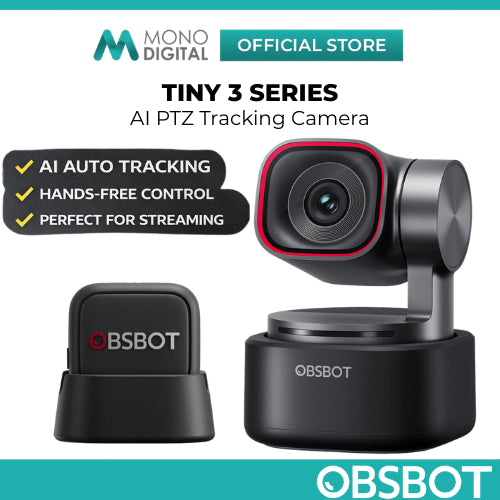 MONO
DIGITAL
OFFICIAL STORE
TINY 3 SERIES
AI PTZ Tracking Camera
AI AUTO TRACKING
HANDS-FREE CONTROL
PERFECT FOR STREAMING
OBSBOT
OBSBOT
OBSBOT